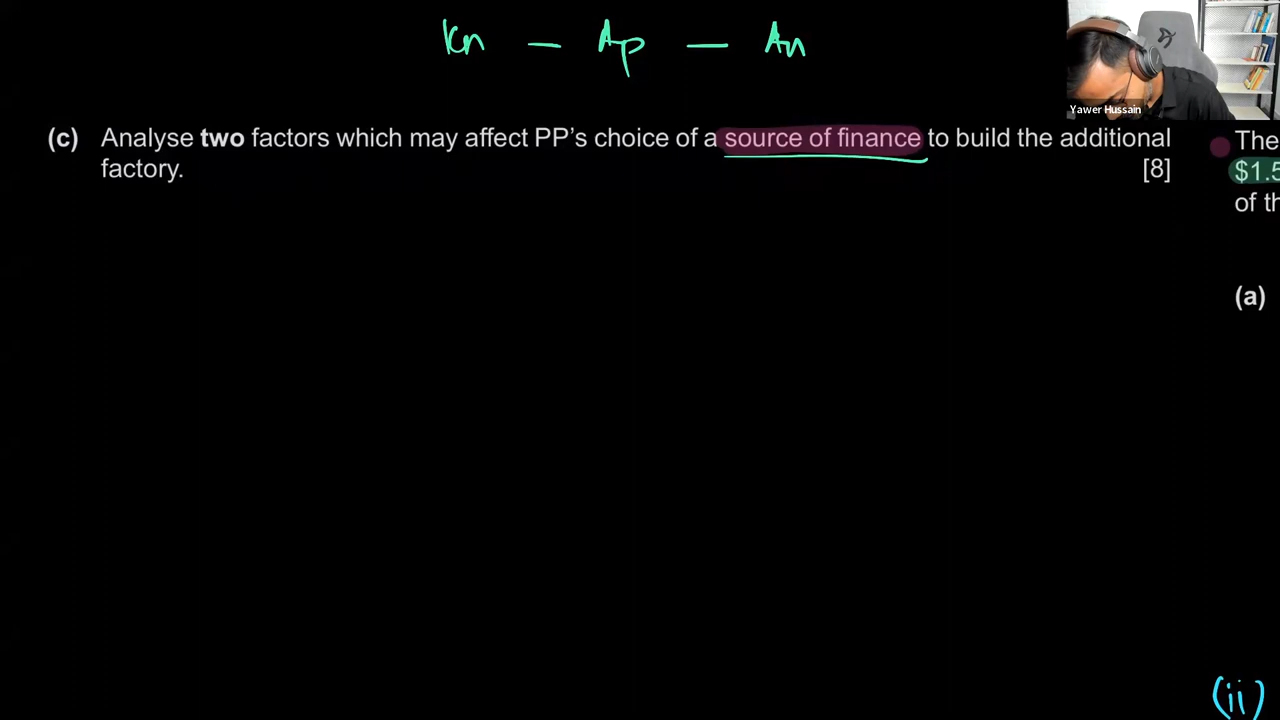 Kn – Ap – An
Yawer Hussain
(c) Analyse two factors which may affect PP's choice of a source of finance to build the additional
factory. [8]
The
$1.5
of th
(a)
(ii)